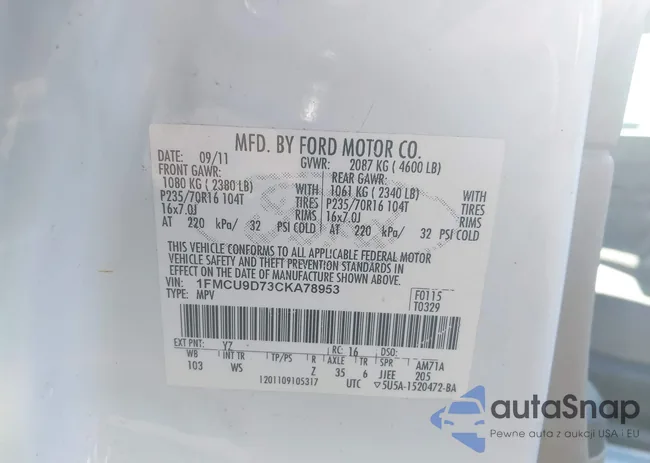 MFD. BY FORD MOTOR CO.
DATE: 09/11 GVWR: 2087 KG ( 4600 LB)
FRONT GAWR: REAR GAWR:
1080 KG ( 2380 LB) WITH 1061 KG ( 2340 LB) WITH
P235/70R16 104T TIRES P235/70R16 104T TIRES
16x7.0J RIMS 16x7.0J RIMS
AT 220 kPa/ 32 PSI COLD AT 220 kPa/ 32 PSI COLD
THIS VEHICLE CONFORMS TO ALL APPLICABLE FEDERAL MOTOR
VEHICLE SAFETY AND THEFT PREVENTION STANDARDS IN
EFFECT ON THE DATE OF MANUFACTURE SHOWN ABOVE.
VIN: 1FMCU9D73CKA78953 F0115
TYPE: MPV T0329
EXT PNT: YZ RC: 16 DSO:
WB INT TR TP/PS R AXLE TR SPR AM71A
103 WS Z 35 6 JIEE 205
1201109105317 UTC ▽5U5A-1520472-BA
autoSnap
Pewne auta z aukcji USA i EU